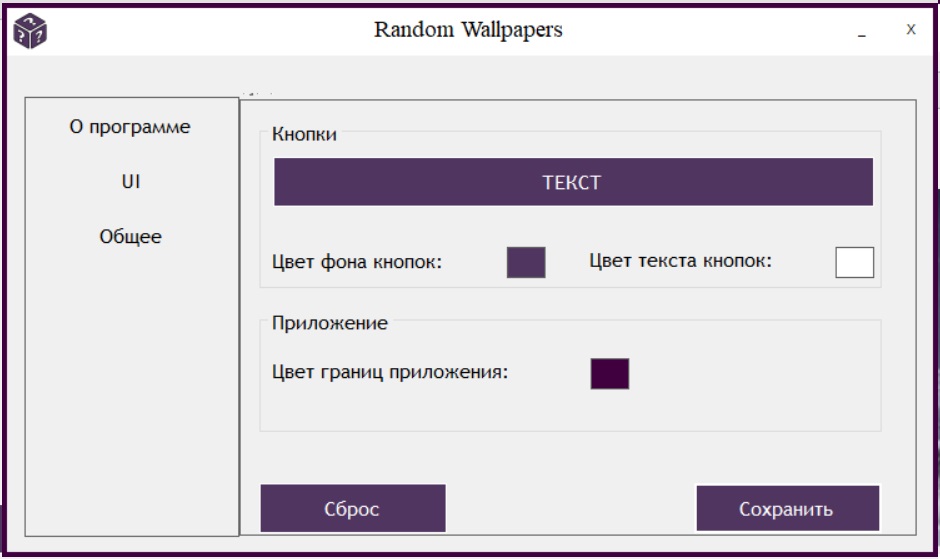 Random Wallpapers
_ X
О программе
UI
Общее
Кнопки
ТЕКСТ
Цвет фона кнопок:
Цвет текста кнопок:
Приложение
Цвет границ приложения:
Сброс
Сохранить